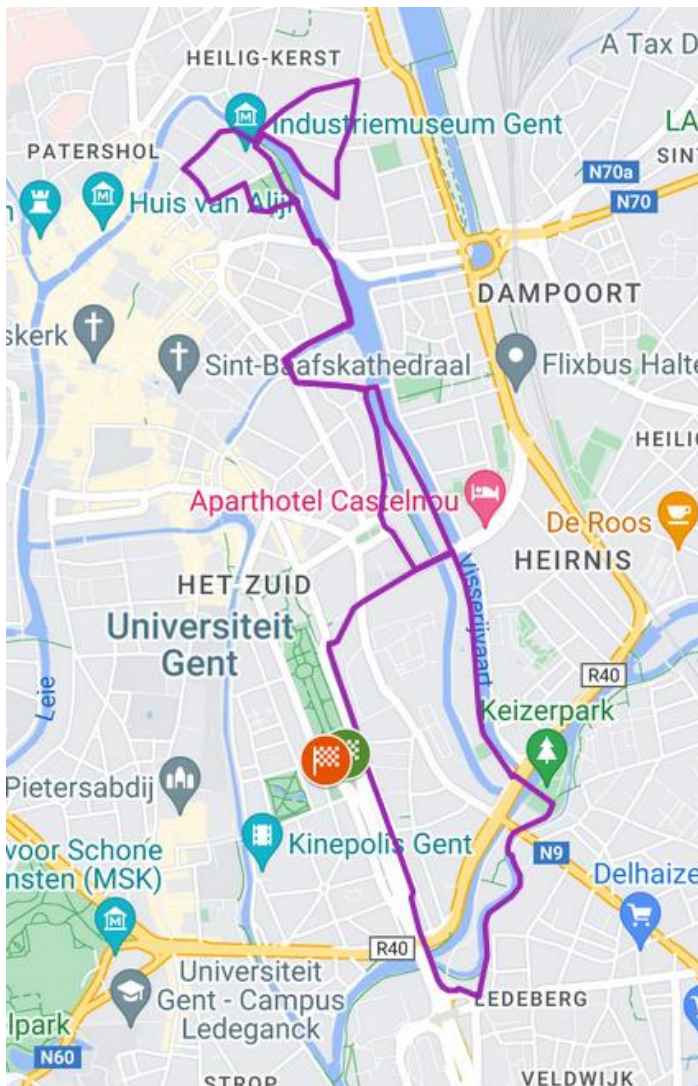 HEILIG-KERST
A Tax D
Industriemuseum Gent
LA
PATERSHOL
SINT
N70a
N70
Huis van Alijn
DAMPOORT
skerk
Sint-Baafskathedraal
Flixbus Halte
HEILIG
Aparthotel Castelnou
De Roos
HEIRNIS
HET ZUID
Visserijvaart
Universiteit
Gent
R40
Leie
Keizerpark
Pietersabdij
Kinepolis Gent
N9
voor Schone
nsten (MSK)
Delhaize
R40
Universiteit
Gent - Campus
Ledeganck
LEDEBERG
lpark
N60
STROP
VELDWIJK